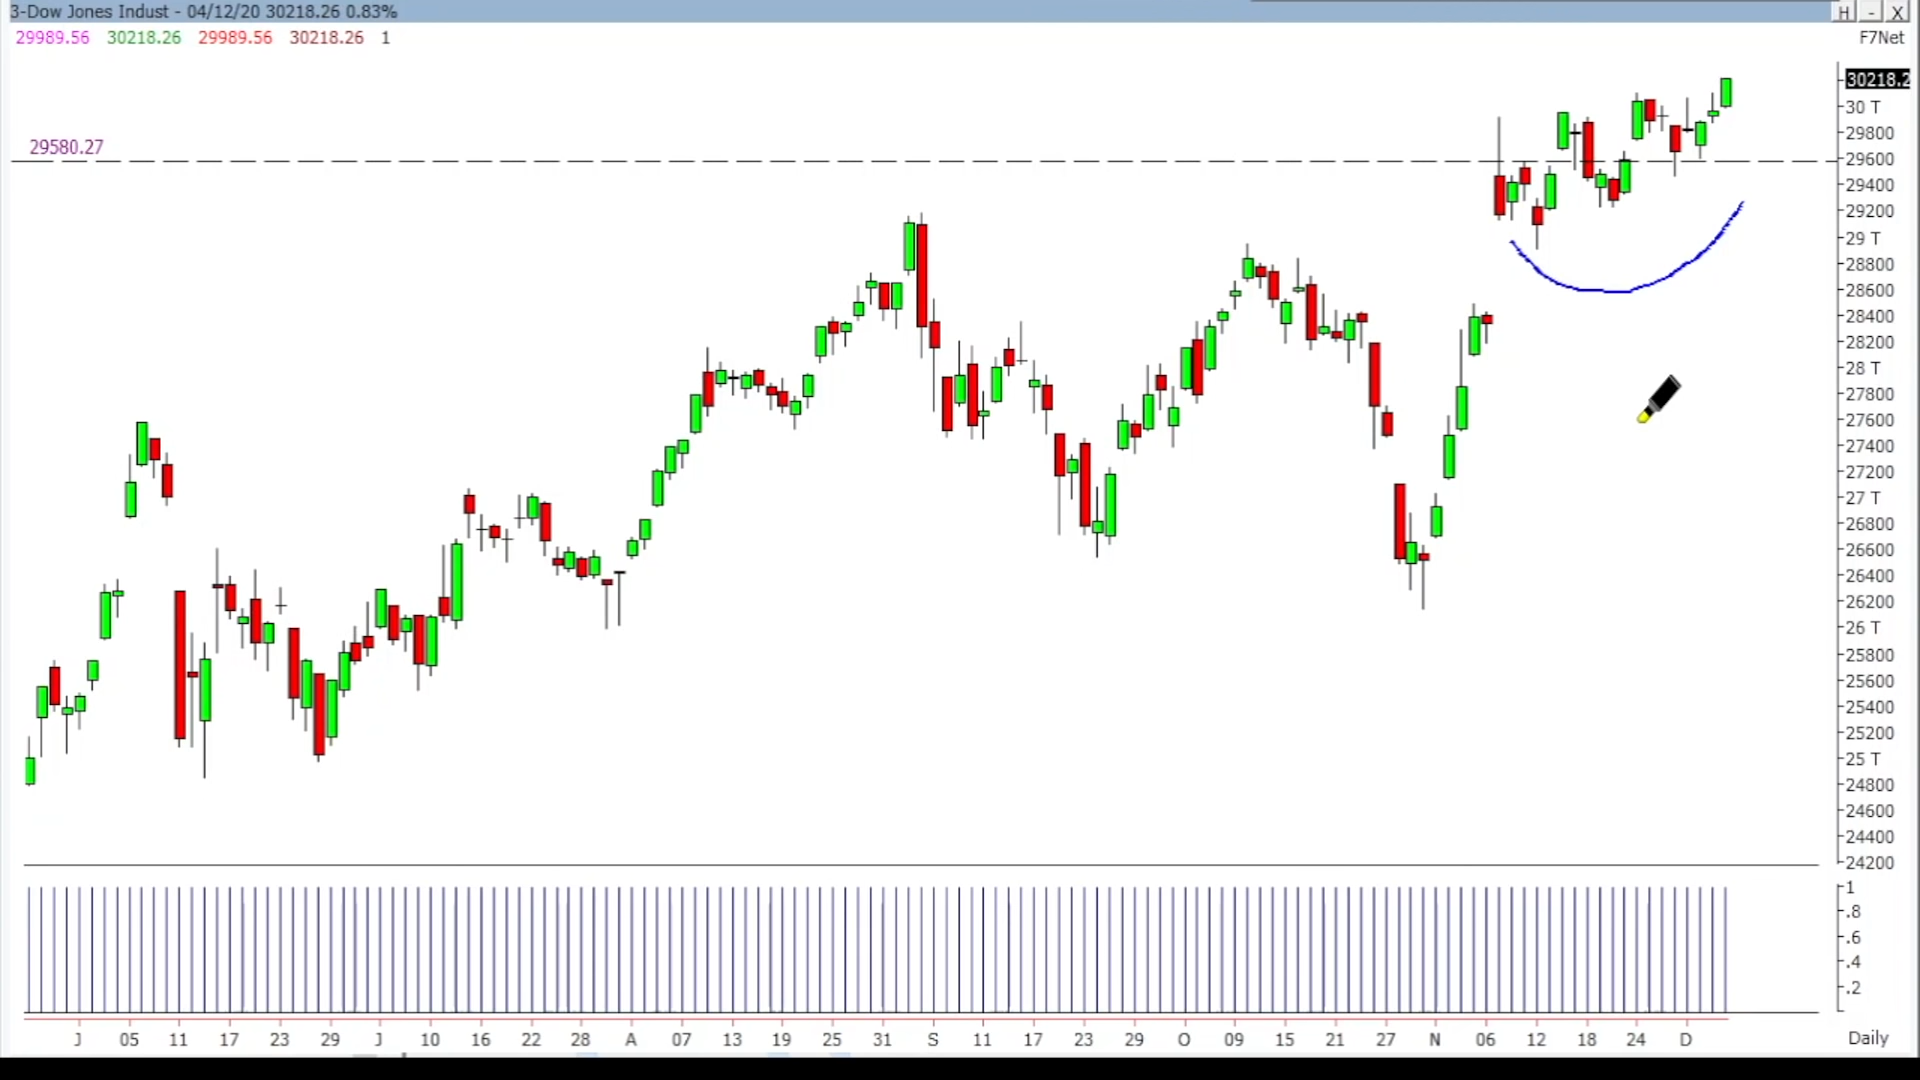 3-Dow Jones Indust - 04/12/20 30218.26 0.83%
H - X
29989.56 30218.26 29989.56 30218.26 1
F7Net
30218.2
30 T
29800
29580.27
29600
29400
29200
29 T
28800
28600
28400
28200
28 T
27800
27600
27400
27200
27 T
26800
26600
26400
26200
26 T
25800
25600
25400
25200
25 T
24800
24600
24400
24200
1
.8
.6
.4
.2
J 05 11 17 23 29 J 10 16 22 28 A 07 13 19 25 31 S 11 17 23 29 O 09 15 21 27 N 06 12 18 24 D
Daily